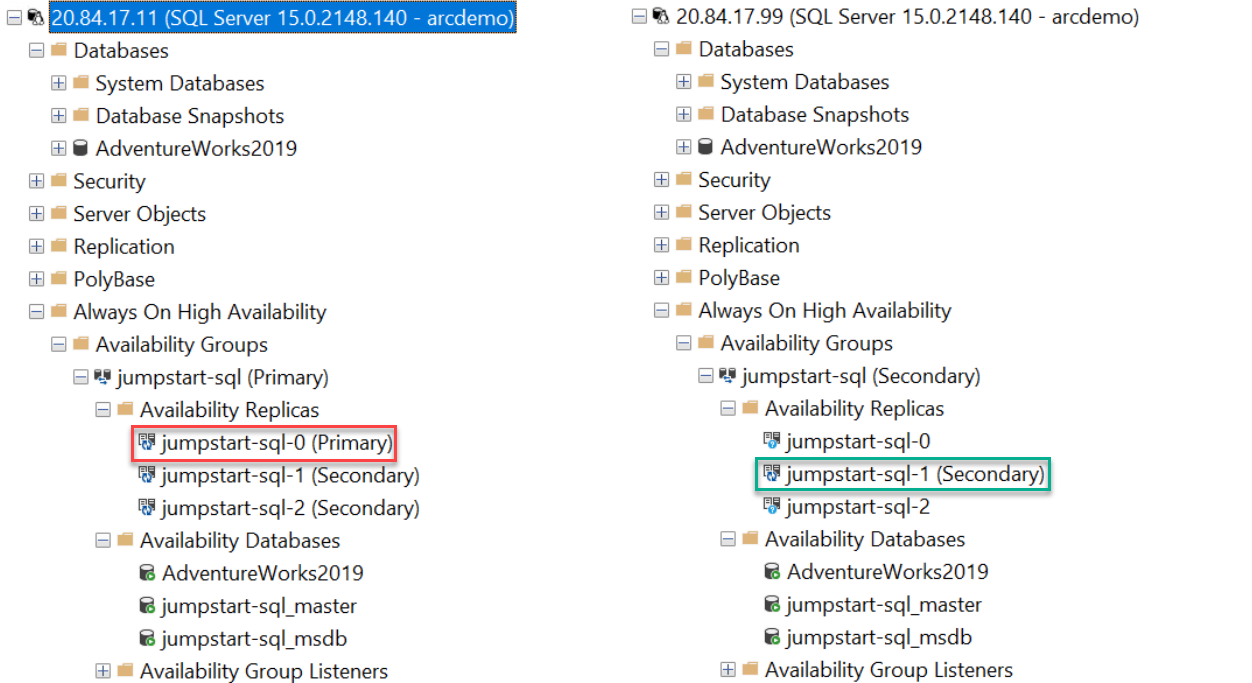 20.84.17.11 (SQL Server 15.0.2148.140 - arcdemo)
Databases
System Databases
Database Snapshots
AdventureWorks2019
Security
Server Objects
Replication
PolyBase
Always On High Availability
Availability Groups
jumpstart-sql (Primary)
Availability Replicas
jumpstart-sql-0 (Primary)
jumpstart-sql-1 (Secondary)
jumpstart-sql-2 (Secondary)
Availability Databases
AdventureWorks2019
jumpstart-sql_master
jumpstart-sql_msdb
Availability Group Listeners
20.84.17.99 (SQL Server 15.0.2148.140 - arcdemo)
Databases
System Databases
Database Snapshots
AdventureWorks2019
Security
Server Objects
Replication
PolyBase
Always On High Availability
Availability Groups
jumpstart-sql (Secondary)
Availability Replicas
jumpstart-sql-0
jumpstart-sql-1 (Secondary)
jumpstart-sql-2
Availability Databases
AdventureWorks2019
jumpstart-sql_master
jumpstart-sql_msdb
Availability Group Listeners